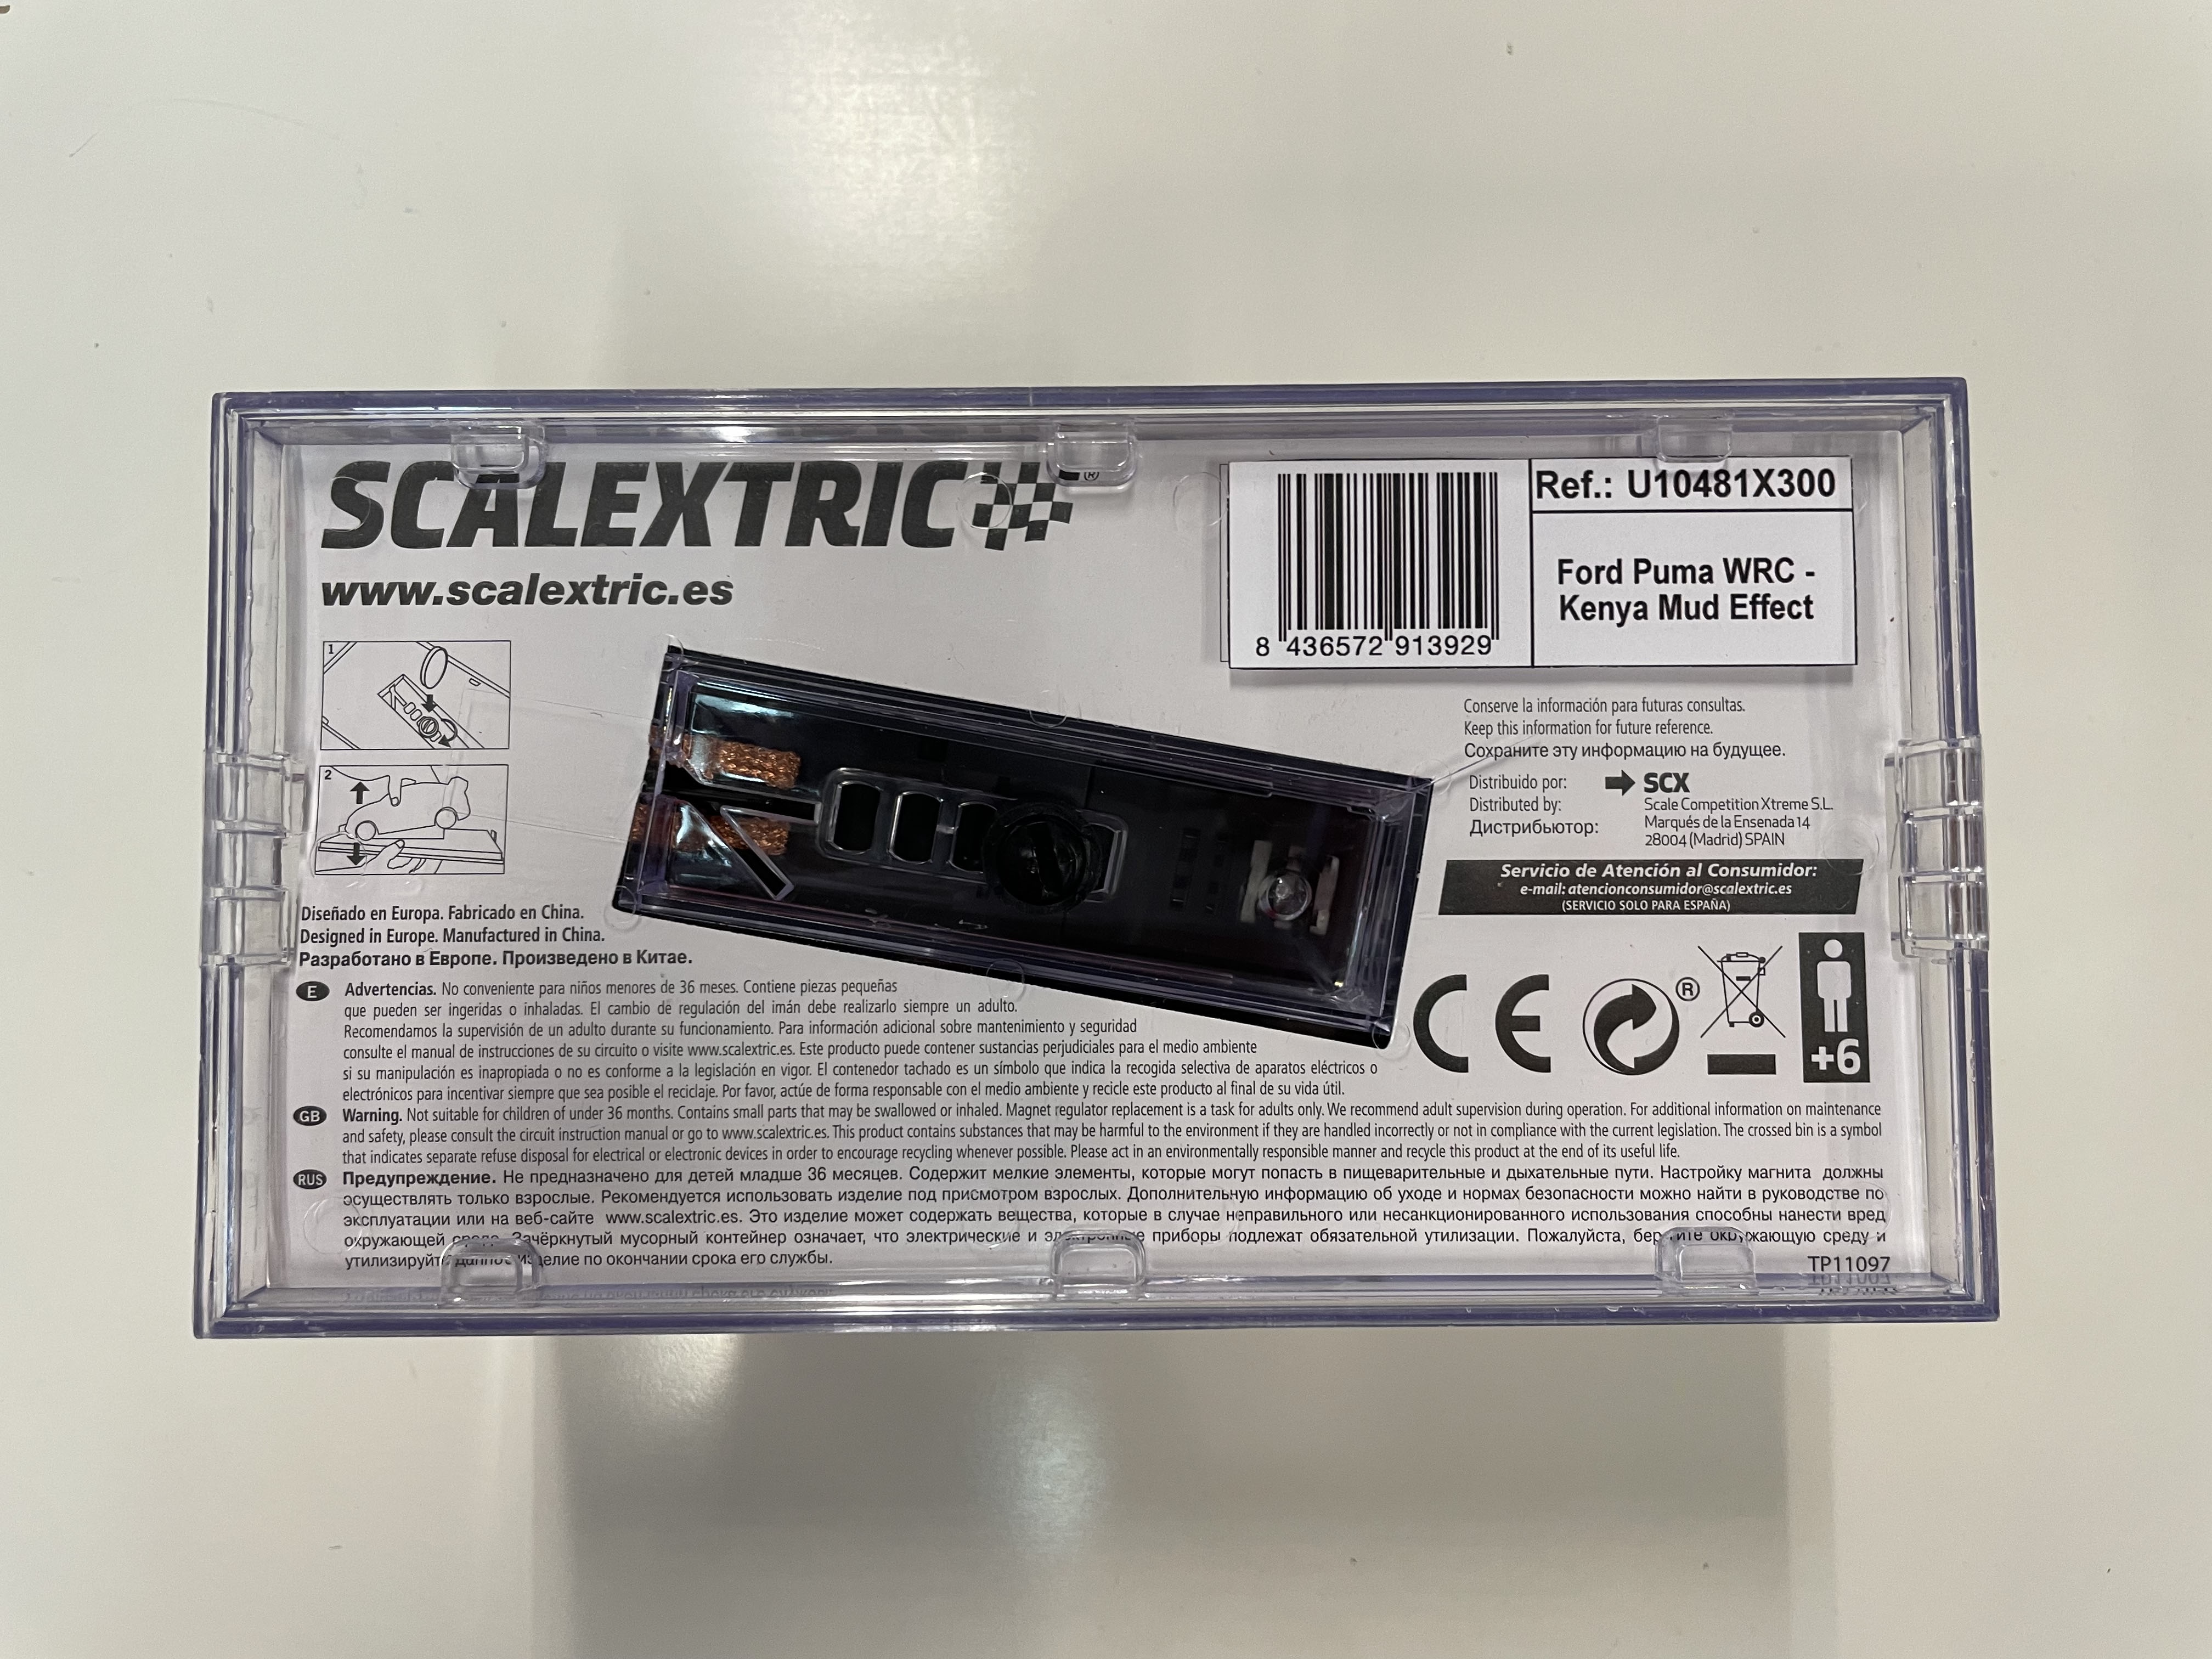 SCALEXTRIC ®
www.scalextric.es
8 436572 913929
Ref.: U10481X300
Ford Puma WRC -
Kenya Mud Effect
1
2
Conserve la información para futuras consultas.
Keep this information for future reference.
Сохраните эту информацию на будущее.
Distribuido por: SCX
Distributed by: Scale Competition Xtreme S.L.
Дистрибьютор: Marqués de la Ensenada 14
28004 (Madrid) SPAIN
Servicio de Atención al Consumidor:
e-mail: atencionconsumidor@scalextric.es
(SERVICIO SOLO PARA ESPAÑA)
CE ® +6
Diseñado en Europa. Fabricado en China.
Designed in Europe. Manufactured in China.
Разработано в Европе. Произведено в Китае.
E Advertencias. No conveniente para niños menores de 36 meses. Contiene piezas pequeñas
que pueden ser ingeridas o inhaladas. El cambio de regulación del imán debe realizarlo siempre un adulto.
Recomendamos la supervisión de un adulto durante su funcionamiento. Para información adicional sobre mantenimiento y seguridad
consulte el manual de instrucciones de su circuito o visite www.scalextric.es. Este producto puede contener sustancias perjudiciales para el medio ambiente
si su manipulación es inapropiada o no es conforme a la legislación en vigor. El contenedor tachado es un símbolo que indica la recogida selectiva de aparatos eléctricos o
electrónicos para incentivar siempre que sea posible el reciclaje. Por favor, actúe de forma responsable con el medio ambiente y recicle este producto al final de su vida útil.
GB Warning. Not suitable for children of under 36 months. Contains small parts that may be swallowed or inhaled. Magnet regulator replacement is a task for adults only. We recommend adult supervision during operation. For additional information on maintenance
and safety, please consult the circuit instruction manual or go to www.scalextric.es. This product contains substances that may be harmful to the environment if they are handled incorrectly or not in compliance with the current legislation. The crossed bin is a symbol
that indicates separate refuse disposal for electrical or electronic devices in order to encourage recycling whenever possible. Please act in an environmentally responsible manner and recycle this product at the end of its useful life.
RUS Предупреждение. Не предназначено для детей младше 36 месяцев. Содержит мелкие элементы, которые могут попасть в пищеварительные и дыхательные пути. Настройку магнита должны
осуществлять только взрослые. Рекомендуется использовать изделие под присмотром взрослых. Дополнительную информацию об уходе и нормах безопасности можно найти в руководстве по
эксплуатации или на веб-сайте www.scalextric.es. Это изделие может содержать вещества, которые в случае неправильного или несанкционированного использования способны нанести вред
окружающей среде. Зачёркнутый мусорный контейнер означает, что электрические и электронные приборы подлежат обязательной утилизации. Пожалуйста, берегите окружающую среду и
утилизируйте данное изделие по окончании срока его службы.
TP11097